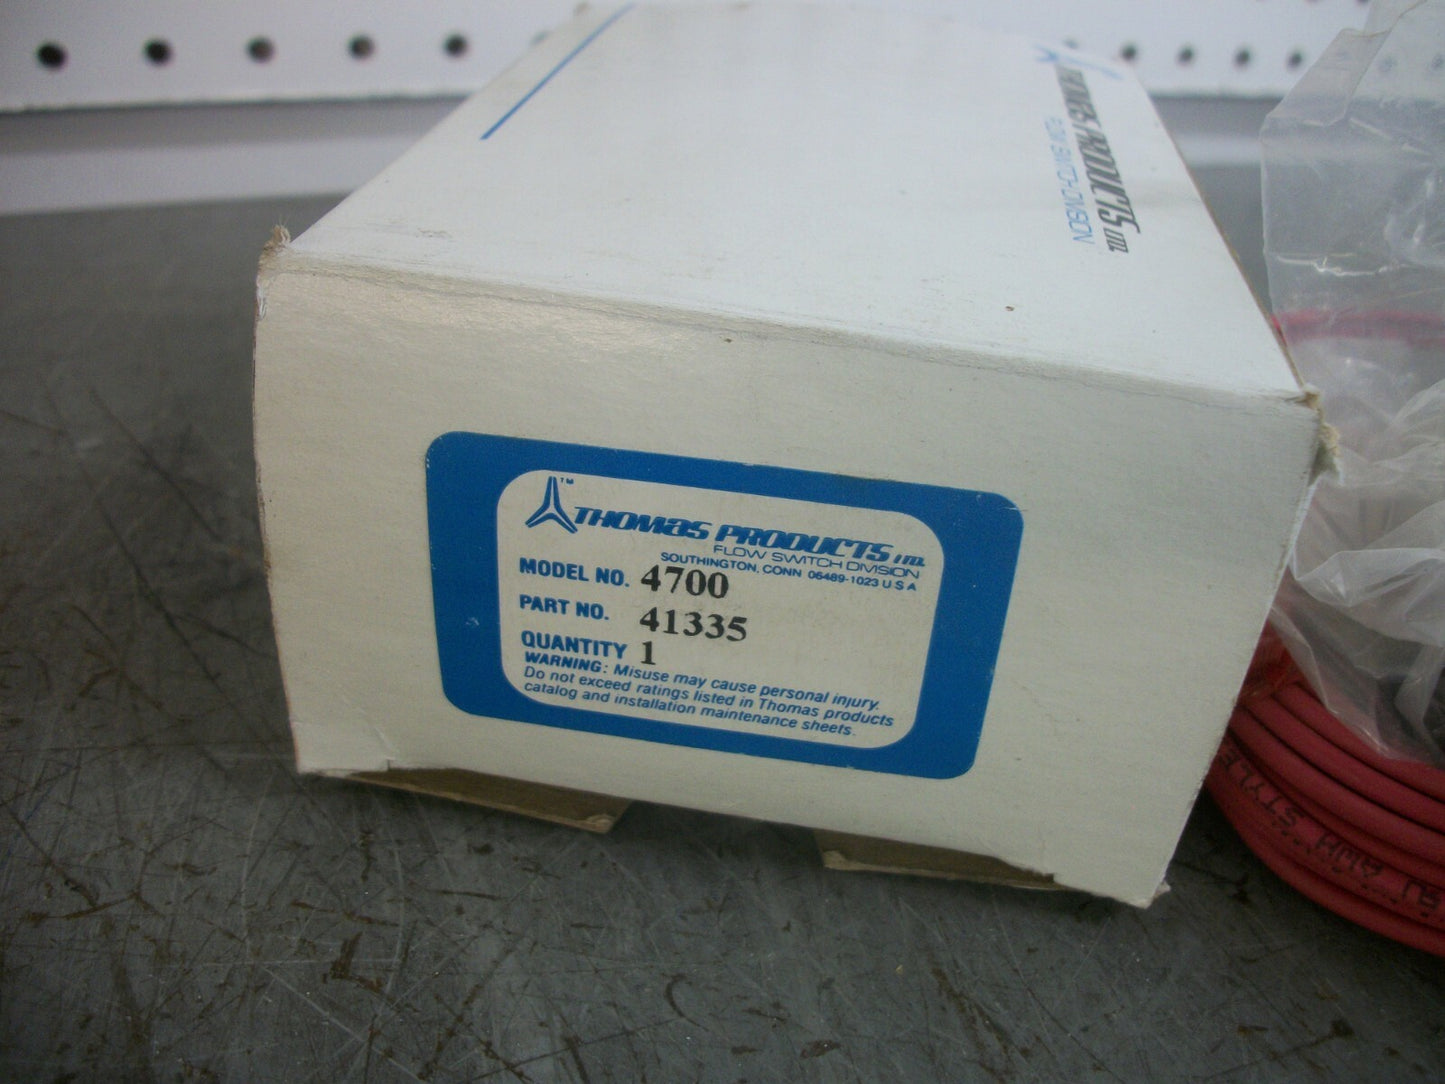 THOMAS PRODUCTS LTD.
FLOW SWITCH DIVISION
THOMAS PRODUCTS LTD.
FLOW SWITCH DIVISION
SOUTHINGTON, CONN 06489-1023 U S A
MODEL NO. 4700
PART NO. 41335
QUANTITY 1
WARNING: Misuse may cause personal injury.
Do not exceed ratings listed in Thomas products
catalog and installation maintenance sheets.
AWM STYLE